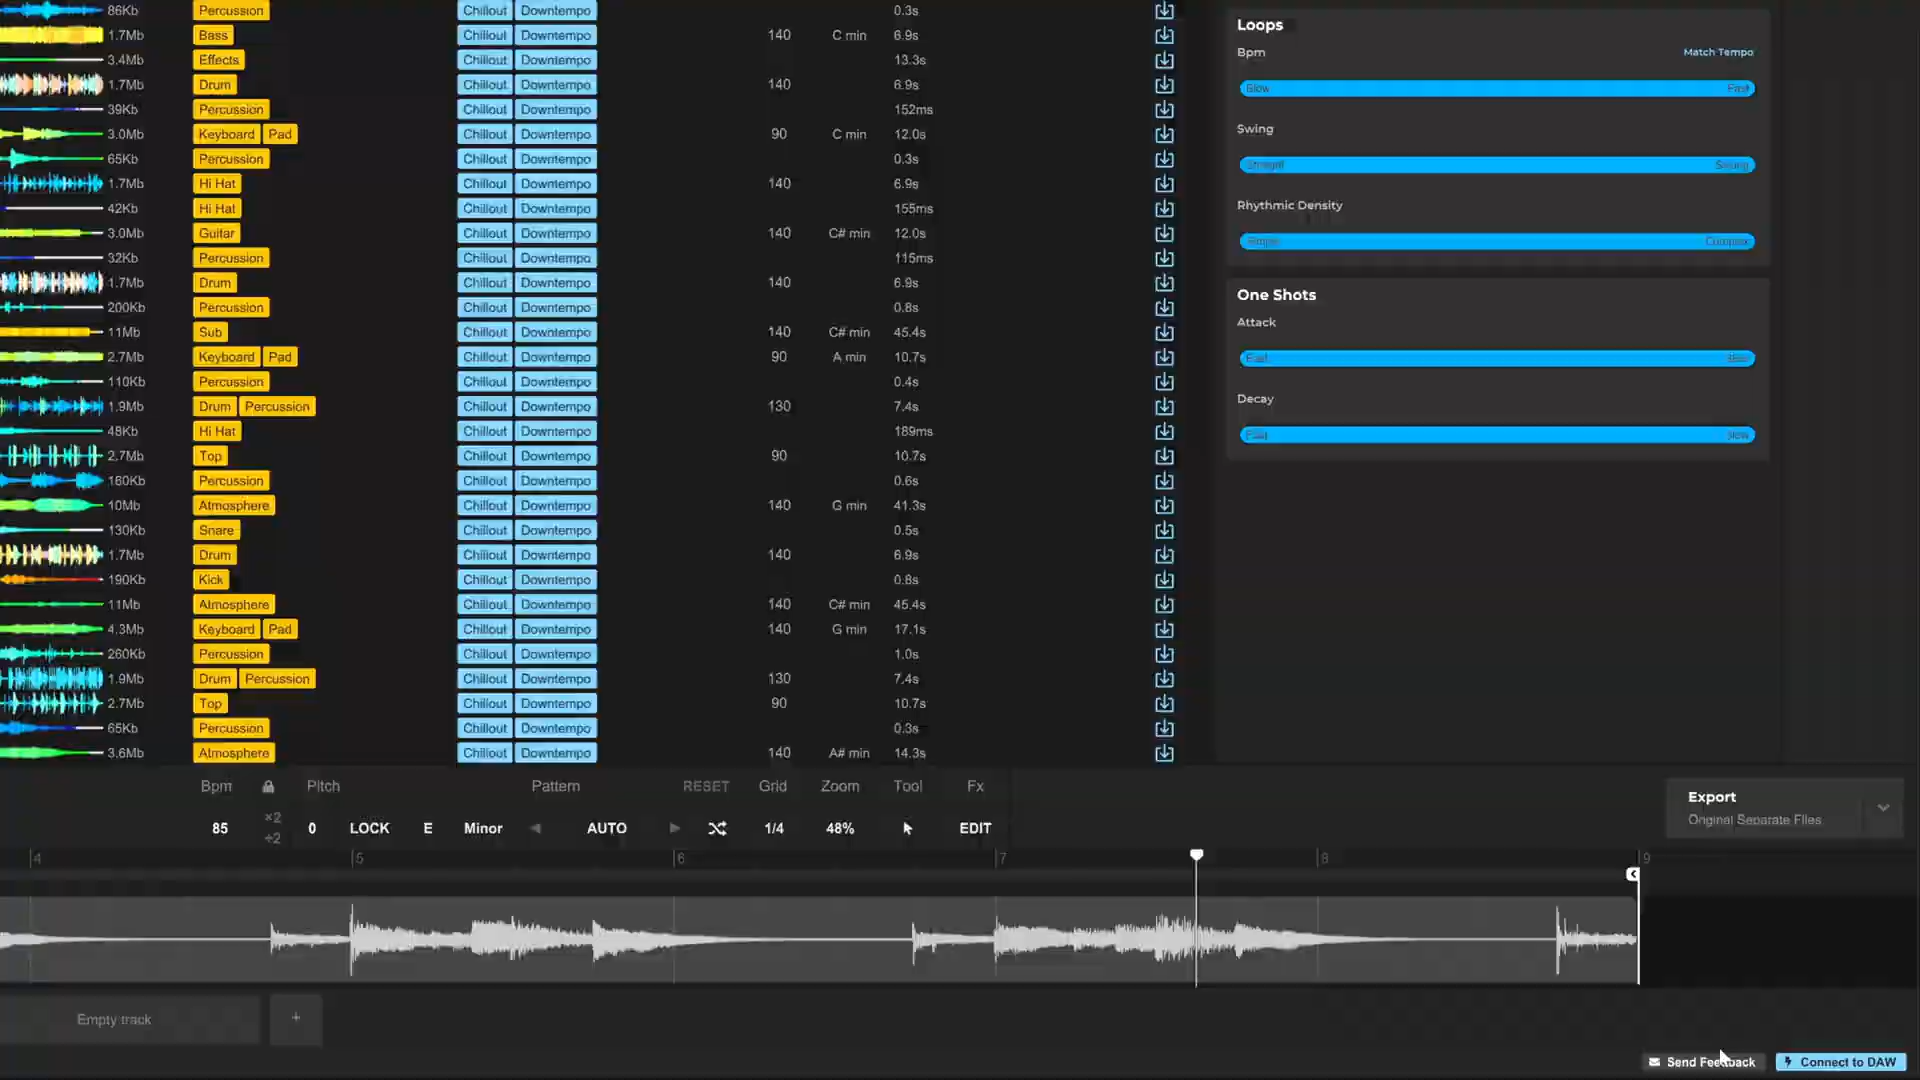 86Kb Percussion Chillout Downtempo 0.3s
1.7Mb Bass Chillout Downtempo 140 C min 6.9s
3.4Mb Effects Chillout Downtempo 13.3s
1.7Mb Drum Chillout Downtempo 140 6.9s
39Kb Percussion Chillout Downtempo 152ms
3.0Mb Keyboard Pad Chillout Downtempo 90 C min 12.0s
65Kb Percussion Chillout Downtempo 0.3s
1.7Mb Hi Hat Chillout Downtempo 140 6.9s
42Kb Hi Hat Chillout Downtempo 155ms
3.0Mb Guitar Chillout Downtempo 140 C# min 12.0s
32Kb Percussion Chillout Downtempo 115ms
1.7Mb Drum Chillout Downtempo 140 6.9s
200Kb Percussion Chillout Downtempo 0.8s
11Mb Sub Chillout Downtempo 140 C# min 45.4s
2.7Mb Keyboard Pad Chillout Downtempo 90 A min 10.7s
110Kb Percussion Chillout Downtempo 0.4s
1.9Mb Drum Percussion Chillout Downtempo 130 7.4s
48Kb Hi Hat Chillout Downtempo 189ms
2.7Mb Top Chillout Downtempo 90 10.7s
160Kb Percussion Chillout Downtempo 0.6s
10Mb Atmosphere Chillout Downtempo 140 G min 41.3s
130Kb Snare Chillout Downtempo 0.5s
1.7Mb Drum Chillout Downtempo 140 6.9s
190Kb Kick Chillout Downtempo 0.8s
11Mb Atmosphere Chillout Downtempo 140 C# min 45.4s
4.3Mb Keyboard Pad Chillout Downtempo 140 G min 17.1s
260Kb Percussion Chillout Downtempo 1.0s
1.9Mb Drum Percussion Chillout Downtempo 130 7.4s
2.7Mb Top Chillout Downtempo 90 10.7s
65Kb Percussion Chillout Downtempo 0.3s
3.6Mb Atmosphere Chillout Downtempo 140 A# min 14.3s
Loops
Bpm Match Tempo
Slow Fast
Swing
Straight Swung
Rhythmic Density
Simple Complex
One Shots
Attack
Fast Slow
Decay
Fast Slow
Bpm Pitch Pattern RESET Grid Zoom Tool Fx
85 ×2 ÷2 0 LOCK E Minor AUTO 1/4 48% EDIT
Export
Original Separate Files
4 5 6 7 8 9
Empty track +
Send Feedback Connect to DAW